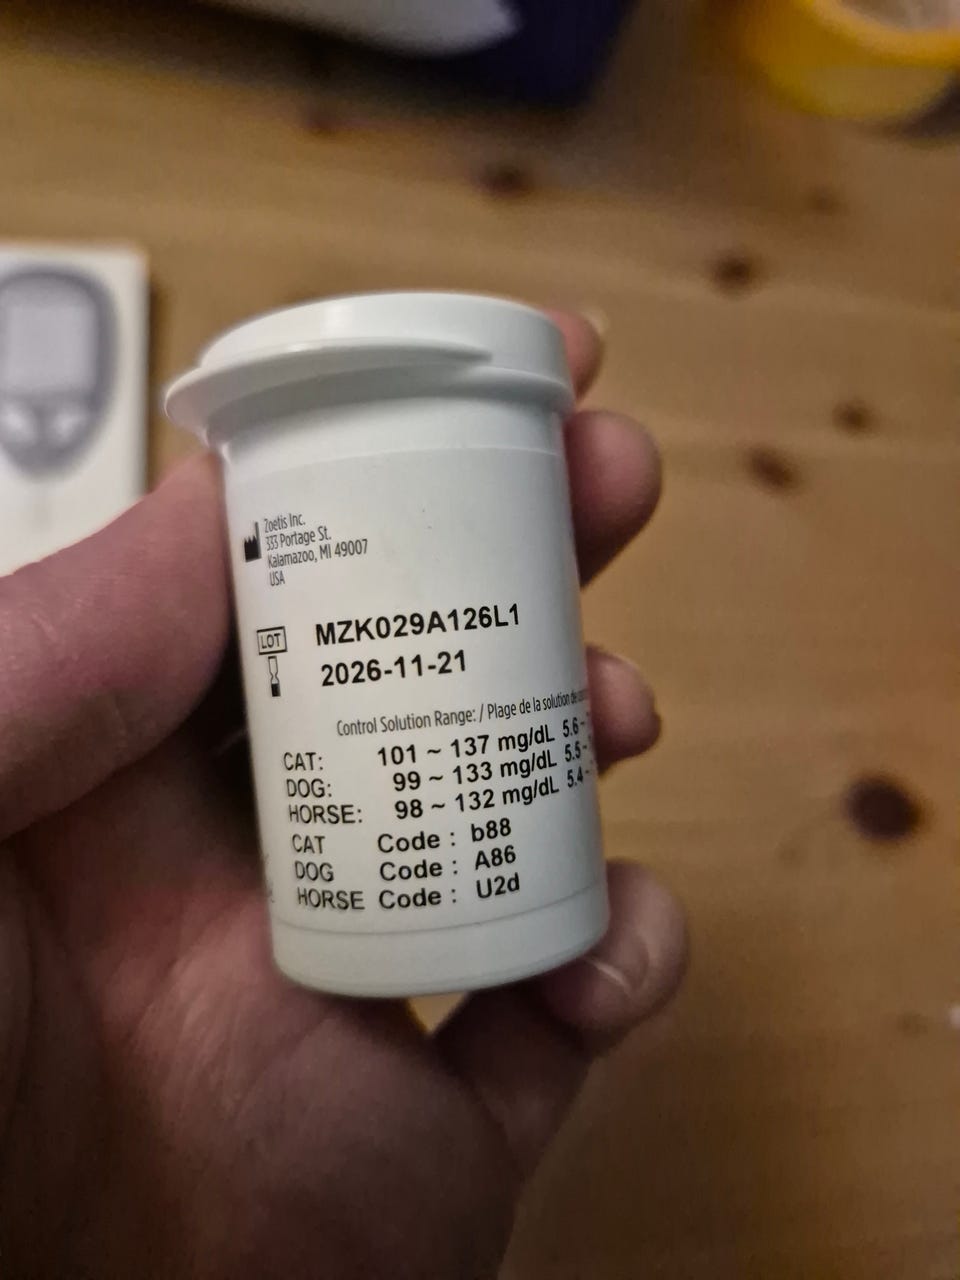 Zoetis Inc.
333 Portage St.
Kalamazoo, MI 49007
USA
LOT MZK029A126L1
2026-11-21
Control Solution Range: / Plage de la solution de
CAT: 101 ~ 137 mg/dL 5.6 ~
DOG: 99 ~ 133 mg/dL 5.5 ~
HORSE: 98 ~ 132 mg/dL 5.4 ~
CAT Code : b88
DOG Code : A86
HORSE Code : U2d